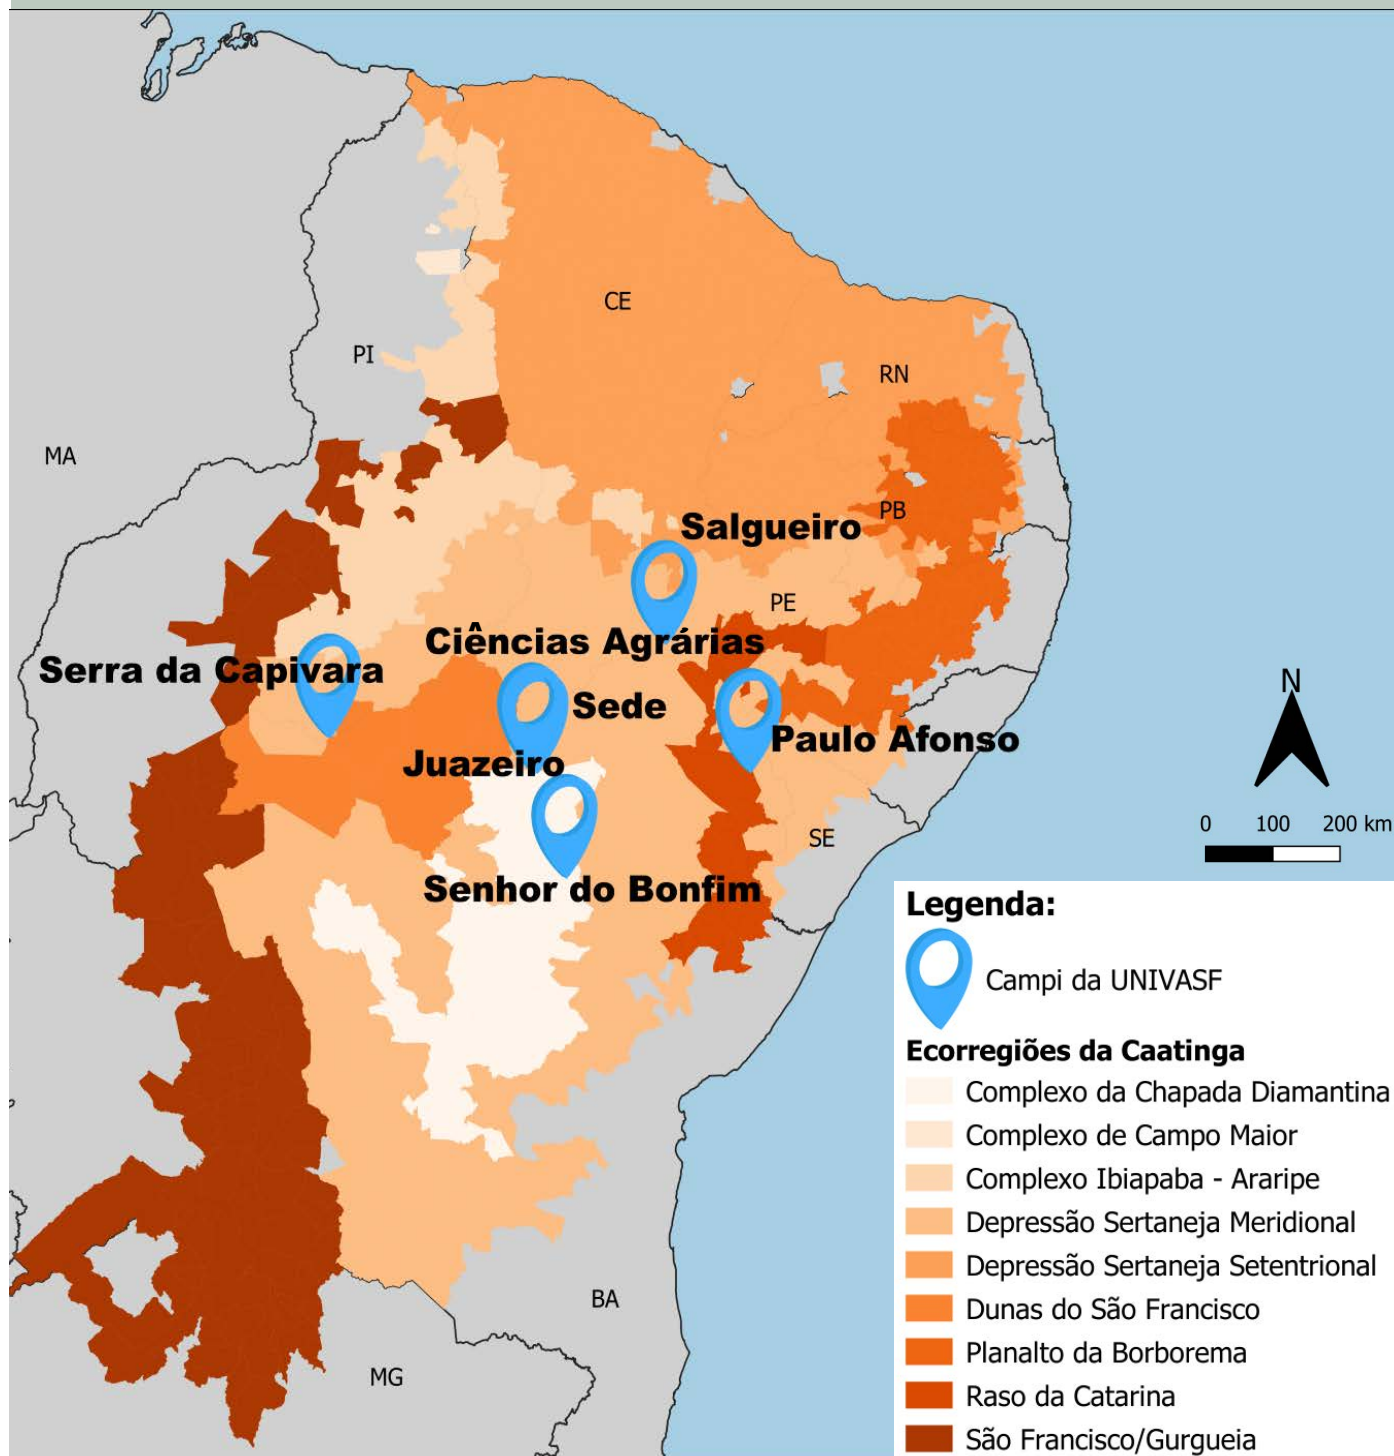 CE
PI
RN
MA
PB
Salgueiro
PE
Ciências Agrárias
Serra da Capivara
Sede
Paulo Afonso
Juazeiro
SE
Senhor do Bonfim
BA
MG
N
0 100 200 km
Legenda:
Campi da UNIVASF
Ecorregiões da Caatinga
Complexo da Chapada Diamantina
Complexo de Campo Maior
Complexo Ibiapaba - Araripe
Depressão Sertaneja Meridional
Depressão Sertaneja Setentrional
Dunas do São Francisco
Planalto da Borborema
Raso da Catarina
São Francisco/Gurgueia